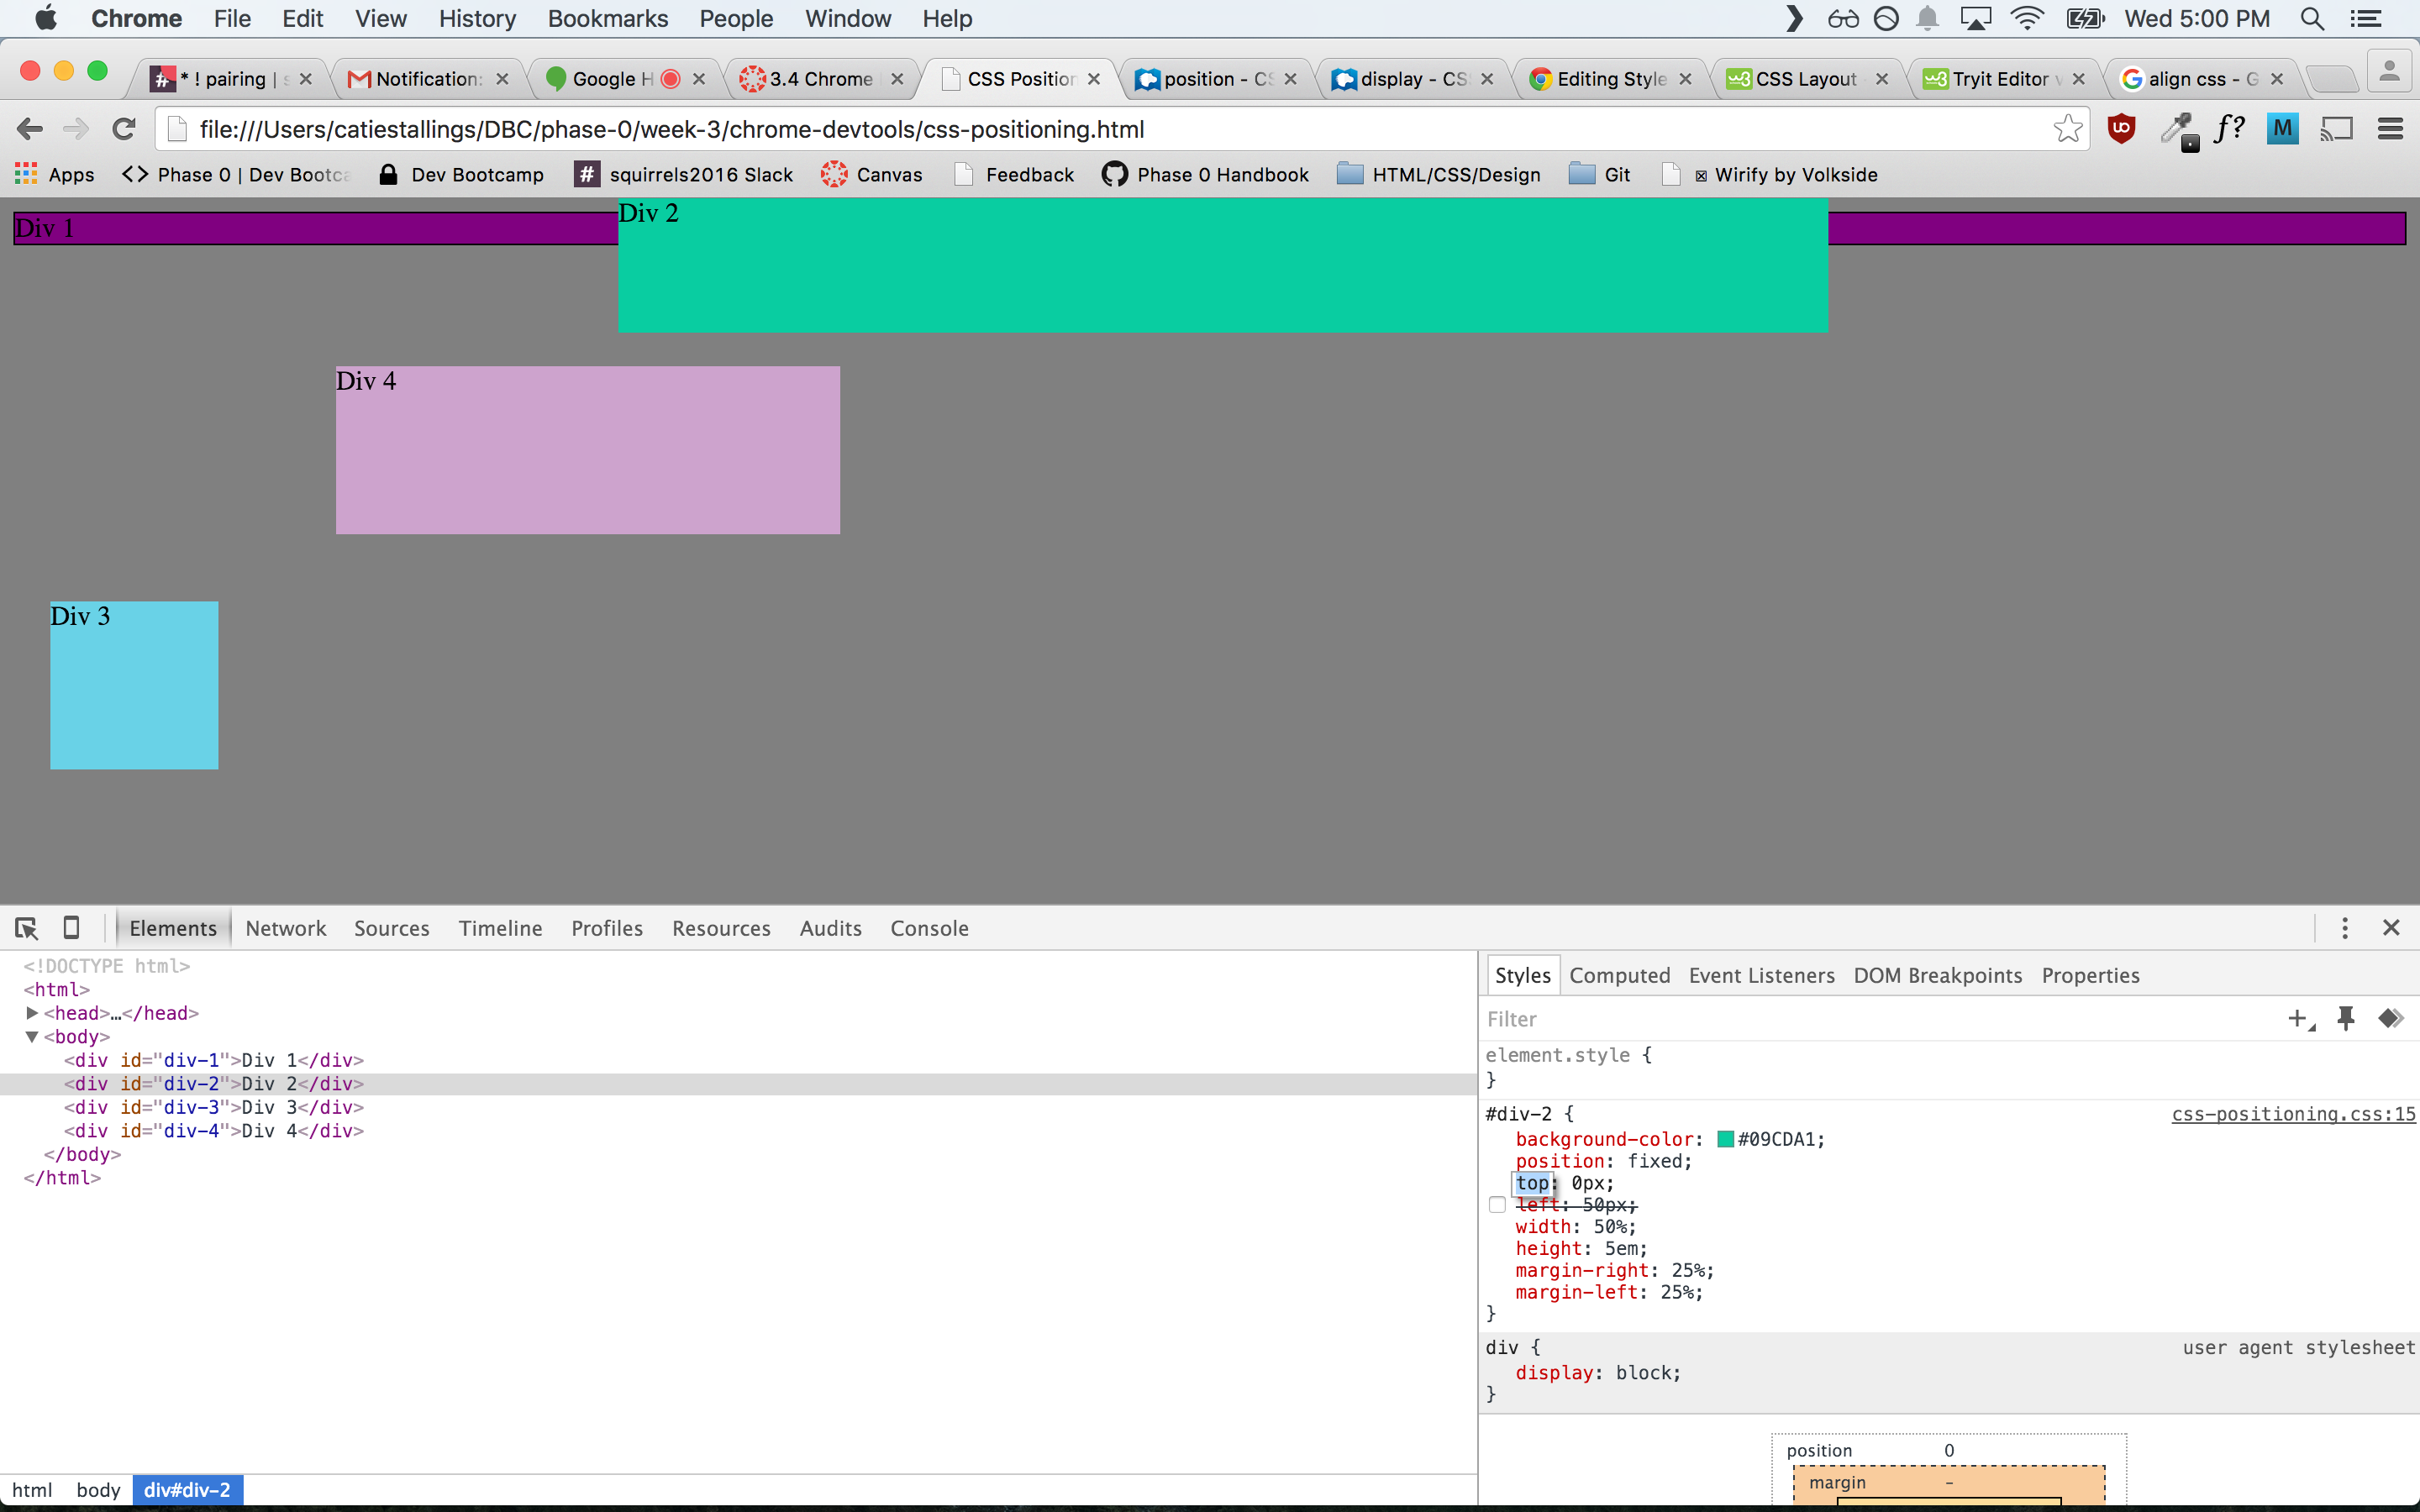 Chrome File Edit View History Bookmarks People Window Help Wed 5:00 PM
* ! pairing | s Notification: Google H 3.4 Chrome CSS Position position - CS display - CS Editing Style CSS Layout Tryit Editor v align css - G
file:///Users/catiestallings/DBC/phase-0/week-3/chrome-devtools/css-positioning.html f? M
Apps <> Phase 0 | Dev Bootca Dev Bootcamp # squirrels2016 Slack Canvas Feedback Phase 0 Handbook HTML/CSS/Design Git Wirify by Volkside
Div 1
Div 2
Div 4
Div 3
Elements Network Sources Timeline Profiles Resources Audits Console
<!DOCTYPE html>
<html>
<head>…</head>
<body>
<div id="div-1">Div 1</div>
<div id="div-2">Div 2</div>
<div id="div-3">Div 3</div>
<div id="div-4">Div 4</div>
</body>
</html>
html body div#div-2
Styles Computed Event Listeners DOM Breakpoints Properties
Filter
element.style {
}
#div-2 { css-positioning.css:15
background-color: #09CDA1;
position: fixed;
top: 0px;
left: 50px;
width: 50%;
height: 5em;
margin-right: 25%;
margin-left: 25%;
}
div { user agent stylesheet
display: block;
}
position 0
margin -